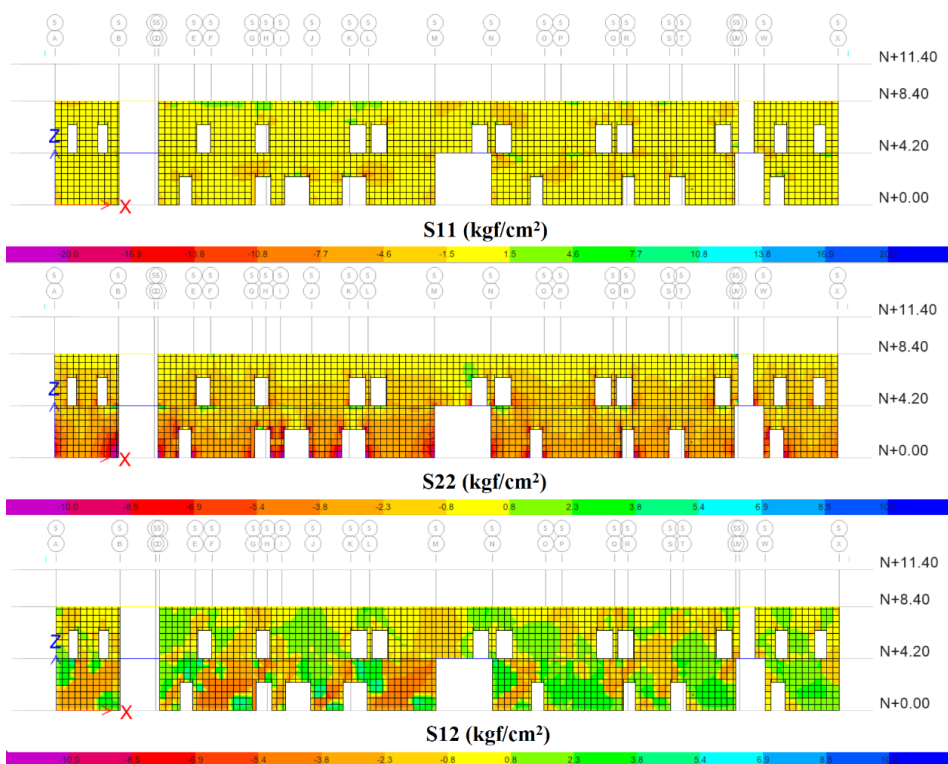 S S SS S S S S S S S S S S S S S S S S SS S S
A B C D E F G H I J K L M N O P Q R S T U V W X
N+11.40
N+8.40
Z
N+4.20
X
N+0.00
S11 (kgf/cm²)
-20.0 -16.9 -13.8 -10.8 -7.7 -4.6 -1.5 1.5 4.6 7.7 10.8 13.8 16.9
S S SS S S S S S S S S S S S S S S S S SS S S
A B C D E F G H I J K L M N O P Q R S T U V W X
N+11.40
N+8.40
Z
N+4.20
X
N+0.00
S22 (kgf/cm²)
-10.0 -8.5 -6.9 -5.4 -3.8 -2.3 -0.8 0.8 2.3 3.8 5.4 6.9 8.5
S S SS S S S S S S S S S S S S S S S S SS S S
A B C D E F G H I J K L M N O P Q R S T U V W X
N+11.40
N+8.40
Z
N+4.20
X
N+0.00
S12 (kgf/cm²)
-10.0 -8.5 -6.9 -5.4 -3.8 -2.3 -0.8 0.8 2.3 3.8 5.4 6.9 8.5